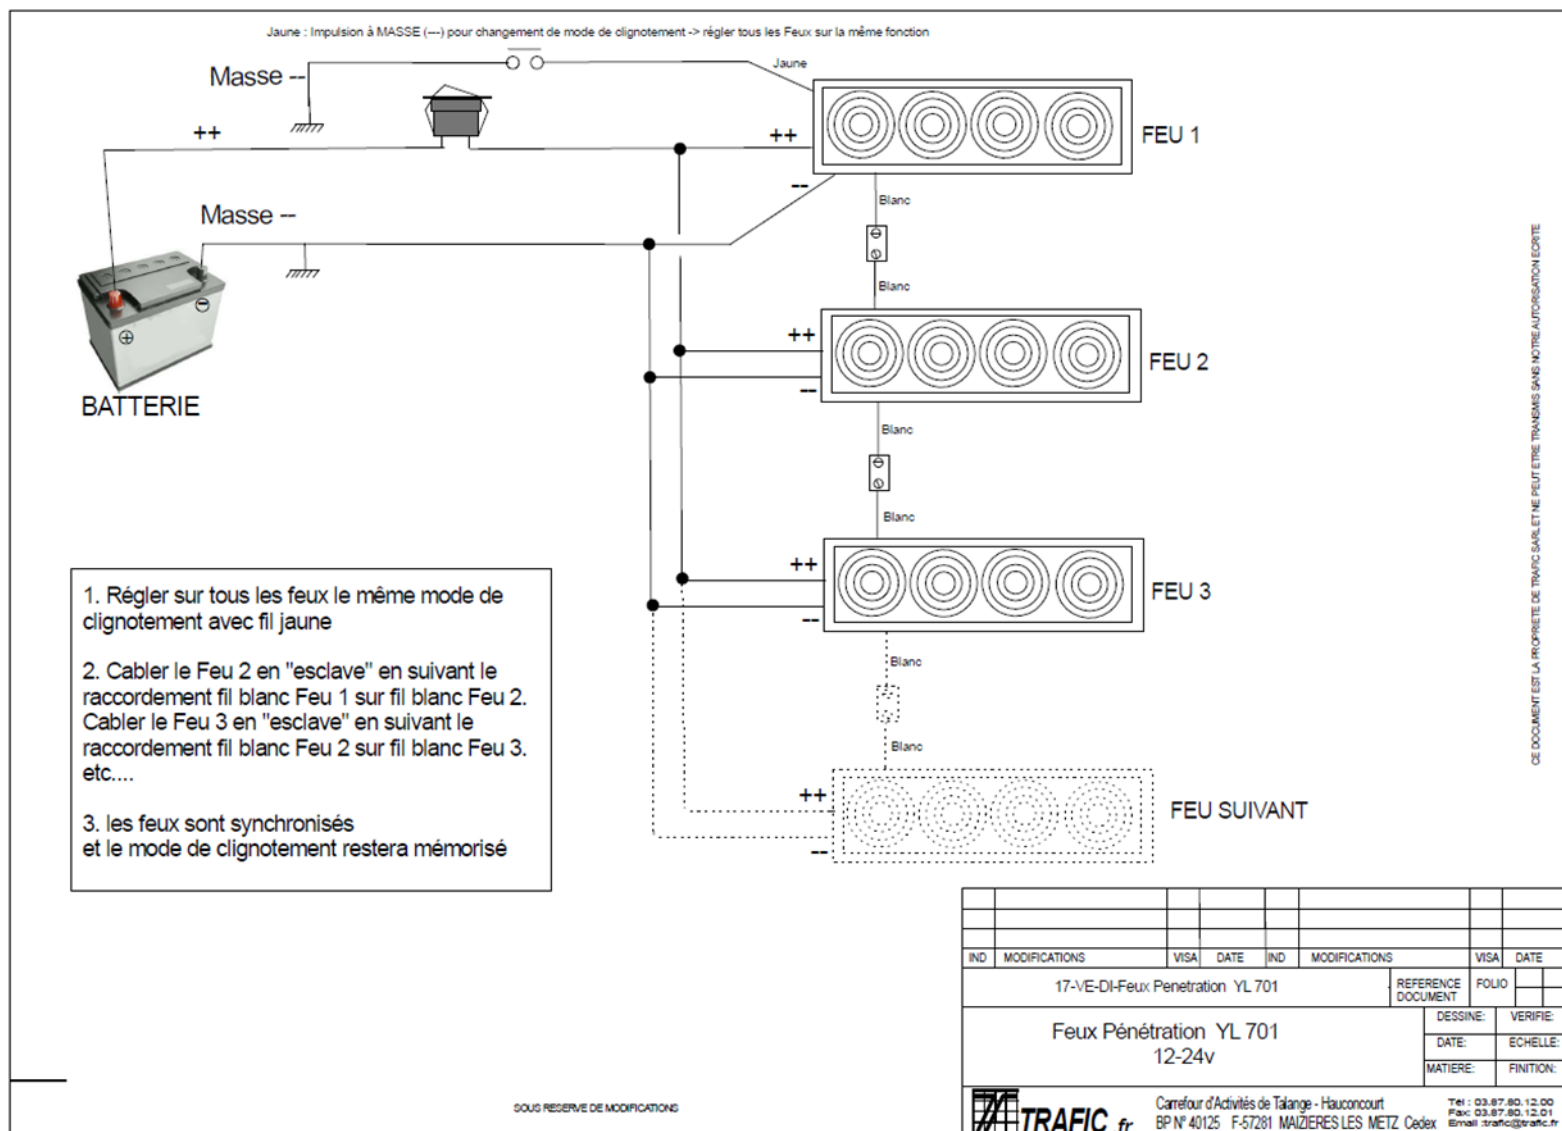 Jaune : Impulsion à MASSE (---) pour changement de mode de clignotement -> régler tous les Feux sur la même fonction
Masse --
Jaune
++
++
FEU 1
--
Blanc
Masse --
Blanc
++
FEU 2
--
BATTERIE
Blanc
Blanc
++
FEU 3
--
Blanc
Blanc
++
FEU SUIVANT
--
1. Régler sur tous les feux le même mode de
clignotement avec fil jaune
2. Cabler le Feu 2 en "esclave" en suivant le
raccordement fil blanc Feu 1 sur fil blanc Feu 2.
Cabler le Feu 3 en "esclave" en suivant le
raccordement fil blanc Feu 2 sur fil blanc Feu 3.
etc....
3. les feux sont synchronisés
et le mode de clignotement restera mémorisé
CE DOCUMENT EST LA PROPRIETE DE TRAFIC SARL ET NE PEUT ETRE TRANSMIS SANS NOTRE AUTORISATION ECRITE
IND MODIFICATIONS VISA DATE IND MODIFICATIONS VISA DATE
17-VE-DI-Feux Penetration YL 701
REFERENCE
DOCUMENT
FOLIO
Feux Pénétration YL 701
12-24v
DESSINE: VERIFIE:
DATE: ECHELLE:
MATIERE: FINITION:
SOUS RESERVE DE MODIFICATIONS
TRAFIC.fr
Carrefour d'Activités de Talange - Hauconcourt
BP N° 40125 F-57281 MAIZIERES LES METZ Cedex
Tél : 03.87.80.12.00
Fax: 03.87.80.12.01
Email :trafic@trafic.fr